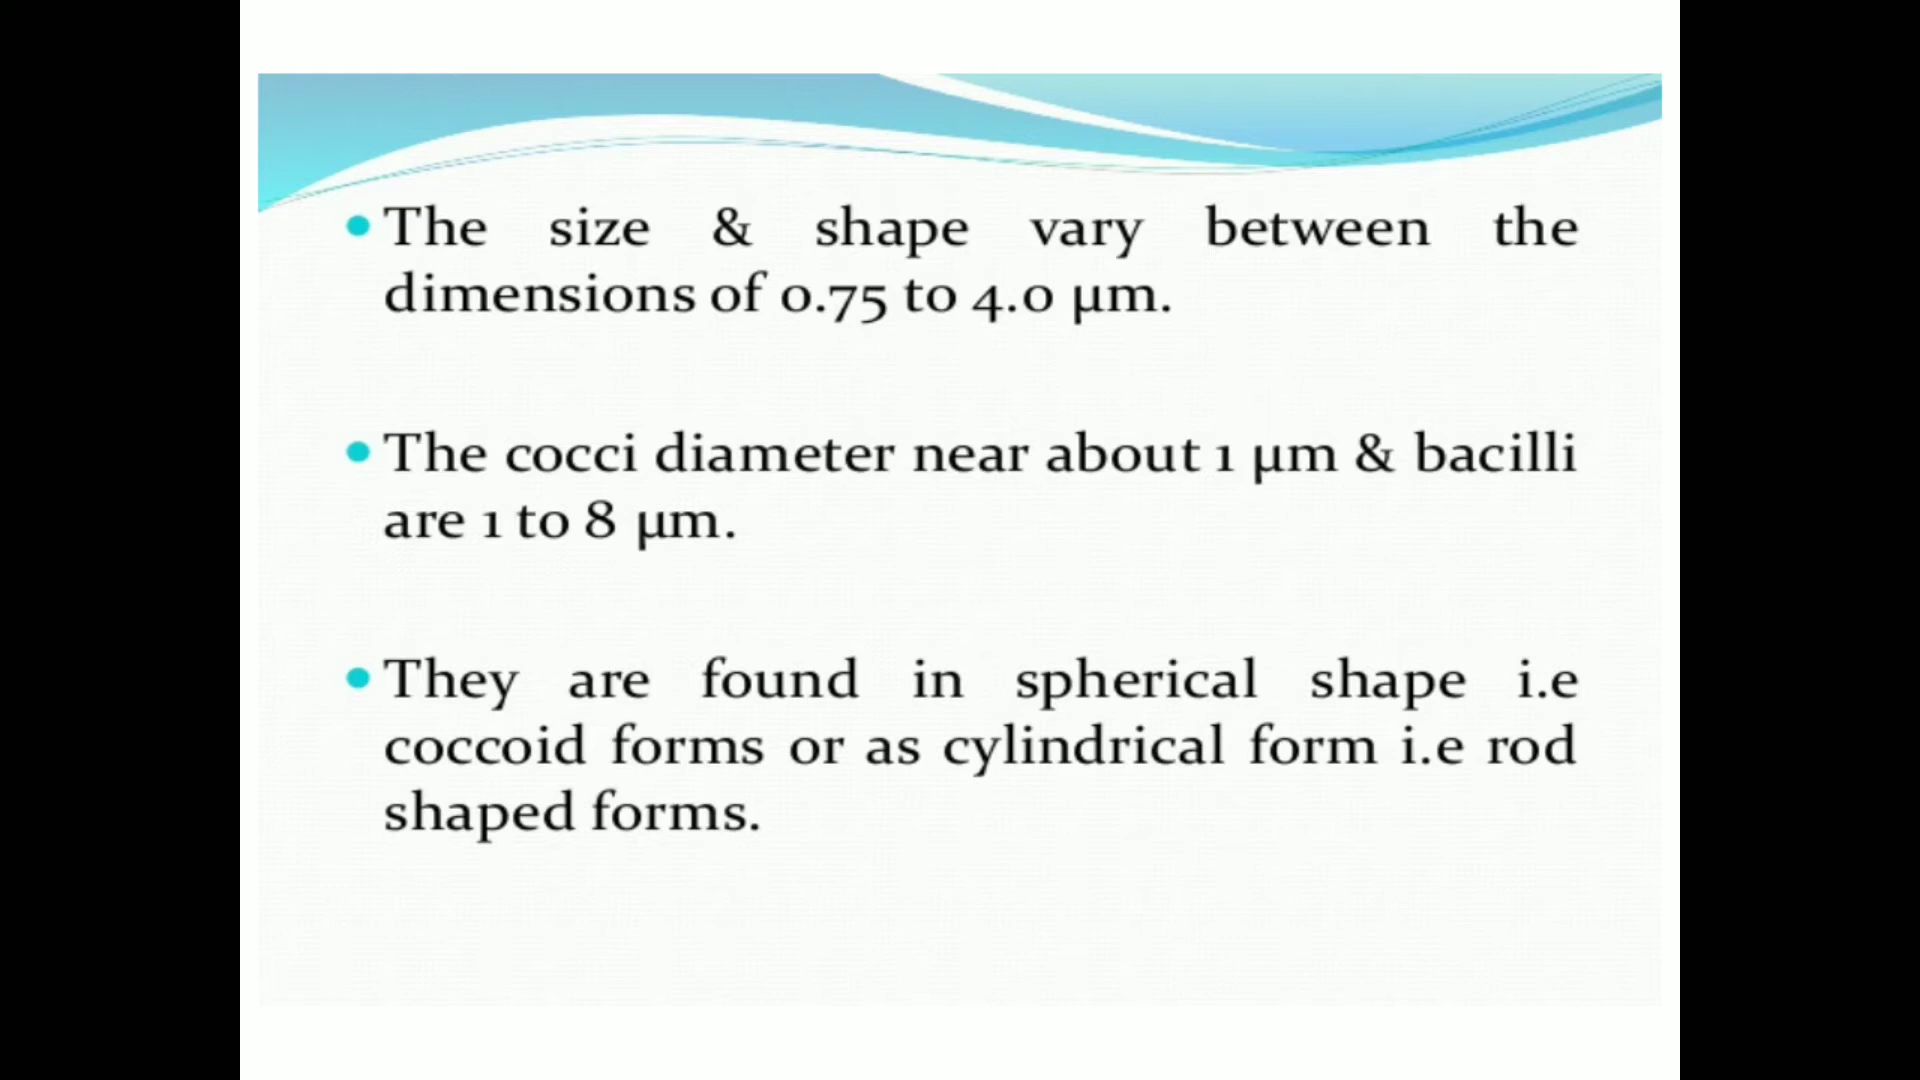 The size & shape vary between the
dimensions of 0.75 to 4.0 µm.
The cocci diameter near about 1 µm & bacilli
are 1 to 8 µm.
They are found in spherical shape i.e
coccoid forms or as cylindrical form i.e rod
shaped forms.